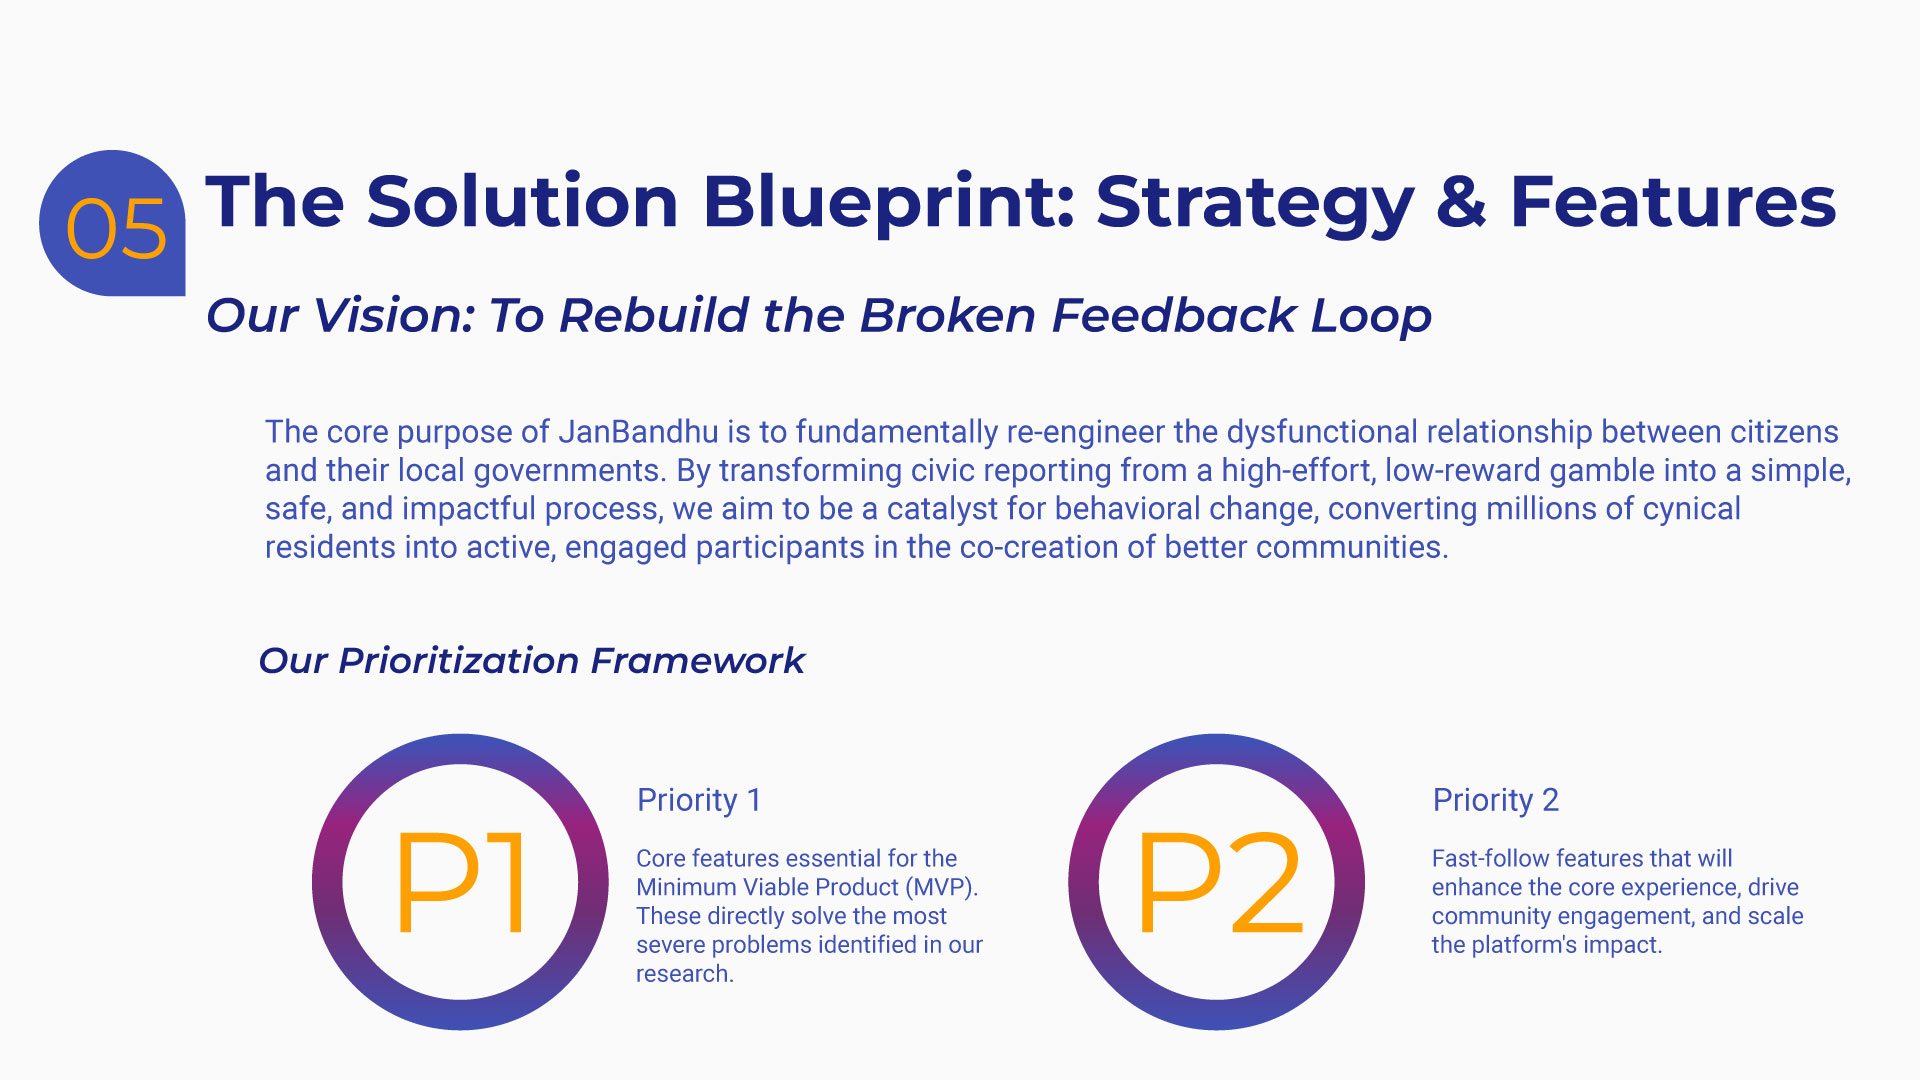 05
The Solution Blueprint: Strategy & Features
Our Vision: To Rebuild the Broken Feedback Loop
The core purpose of JanBandhu is to fundamentally re-engineer the dysfunctional relationship between citizens
and their local governments. By transforming civic reporting from a high-effort, low-reward gamble into a simple,
safe, and impactful process, we aim to be a catalyst for behavioral change, converting millions of cynical
residents into active, engaged participants in the co-creation of better communities.
Our Prioritization Framework
P1
Priority 1
Core features essential for the
Minimum Viable Product (MVP).
These directly solve the most
severe problems identified in our
research.
P2
Priority 2
Fast-follow features that will
enhance the core experience, drive
community engagement, and scale
the platform's impact.